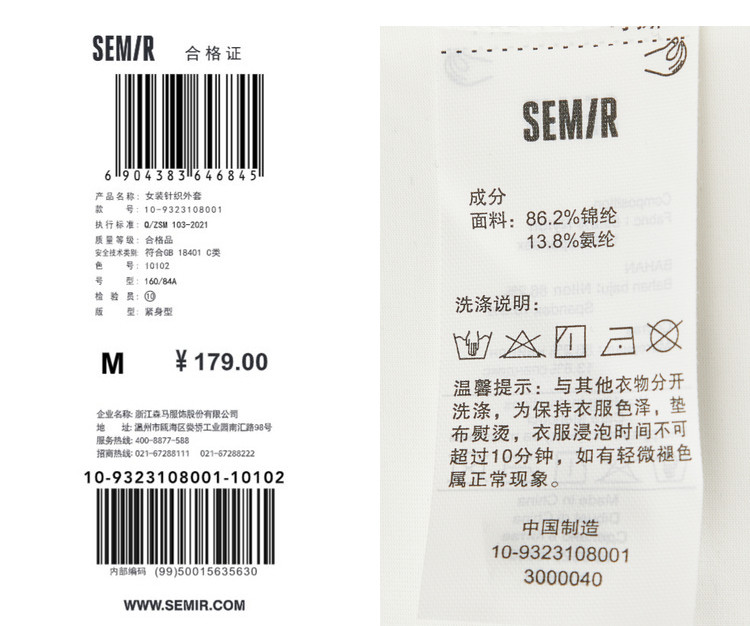 SEMIR 合格证
6 904383 646845
产品名称: 女装针织外套
款 号: 10-9323108001
执行标准: Q/ZSM 103-2021
质量等级: 合格品
安全技术类别: 符合GB 18401 C类
色 号: 10102
号 型: 160/84A
检 验 员: ⑩
版 型: 紧身型
M ¥179.00
企业名称: 浙江森马服饰股份有限公司
地 址: 温州市瓯海区娄桥工业园南汇路98号
服务热线: 400-8877-588
招商热线: 021-67288111 021-67288222
10-9323108001-10102
内部编码 (99)50015635630
WWW.SEMIR.COM
SEMIR
成分
面料: 86.2%锦纶
13.8%氨纶
洗涤说明:
温馨提示: 与其他衣物分开
洗涤, 为保持衣服色泽, 垫
布熨烫, 衣服浸泡时间不可
超过10分钟, 如有轻微褪色
属正常现象。
中国制造
10-9323108001
3000040